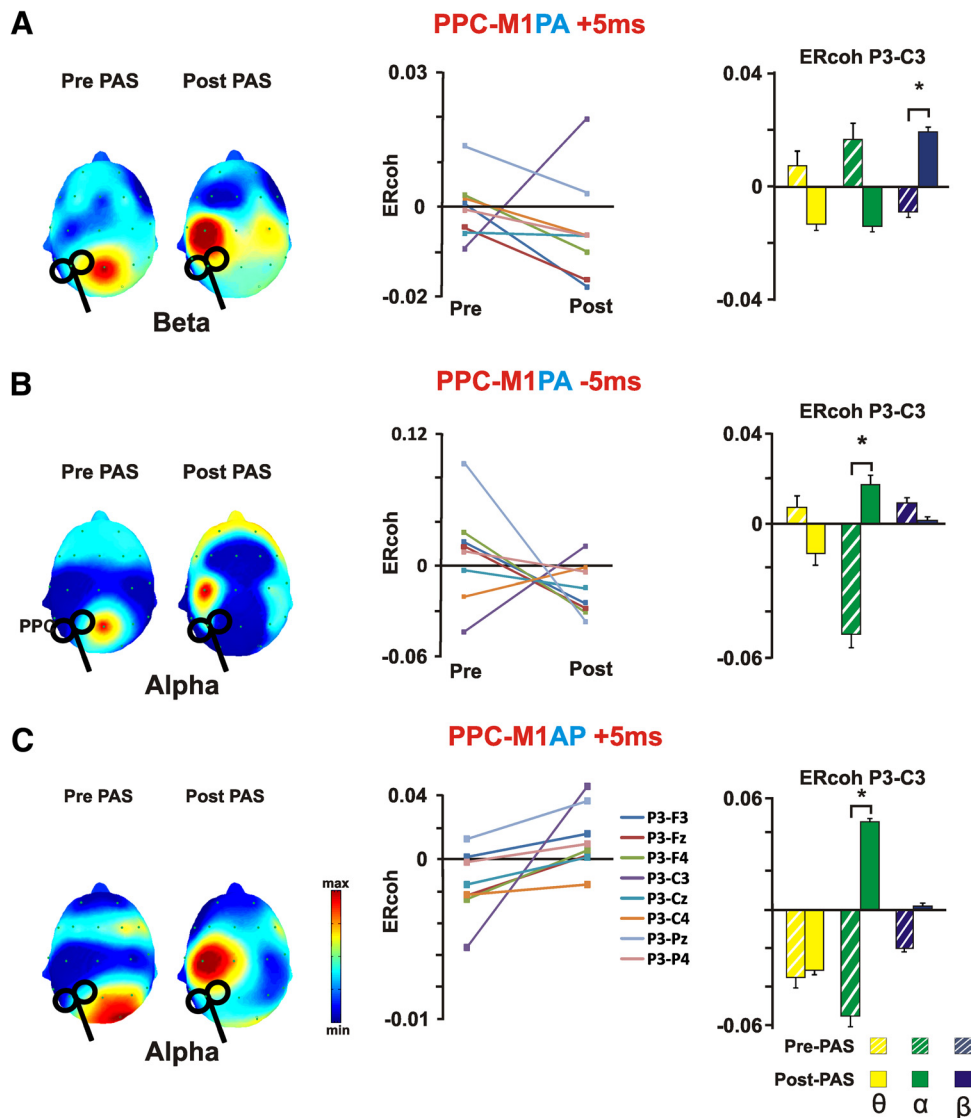 A
PPC-M1PA +5ms
Pre PAS Post PAS
Beta
ERcoh
0.03
0
-0.02
Pre Post
ERcoh P3-C3
0.04
*
0
-0.04
B
PPC-M1PA -5ms
Pre PAS Post PAS
PPC
Alpha
ERcoh
0.12
0
-0.06
Pre Post
ERcoh P3-C3
0.04
*
0
-0.06
C
PPC-M1AP +5ms
Pre PAS Post PAS
Alpha
max
min
ERcoh
0.04
0
-0.01
P3-F3
P3-Fz
P3-F4
P3-C3
P3-Cz
P3-C4
P3-Pz
P3-P4
ERcoh P3-C3
0.06
*
0
-0.06
Pre-PAS
Post-PAS
θ α β